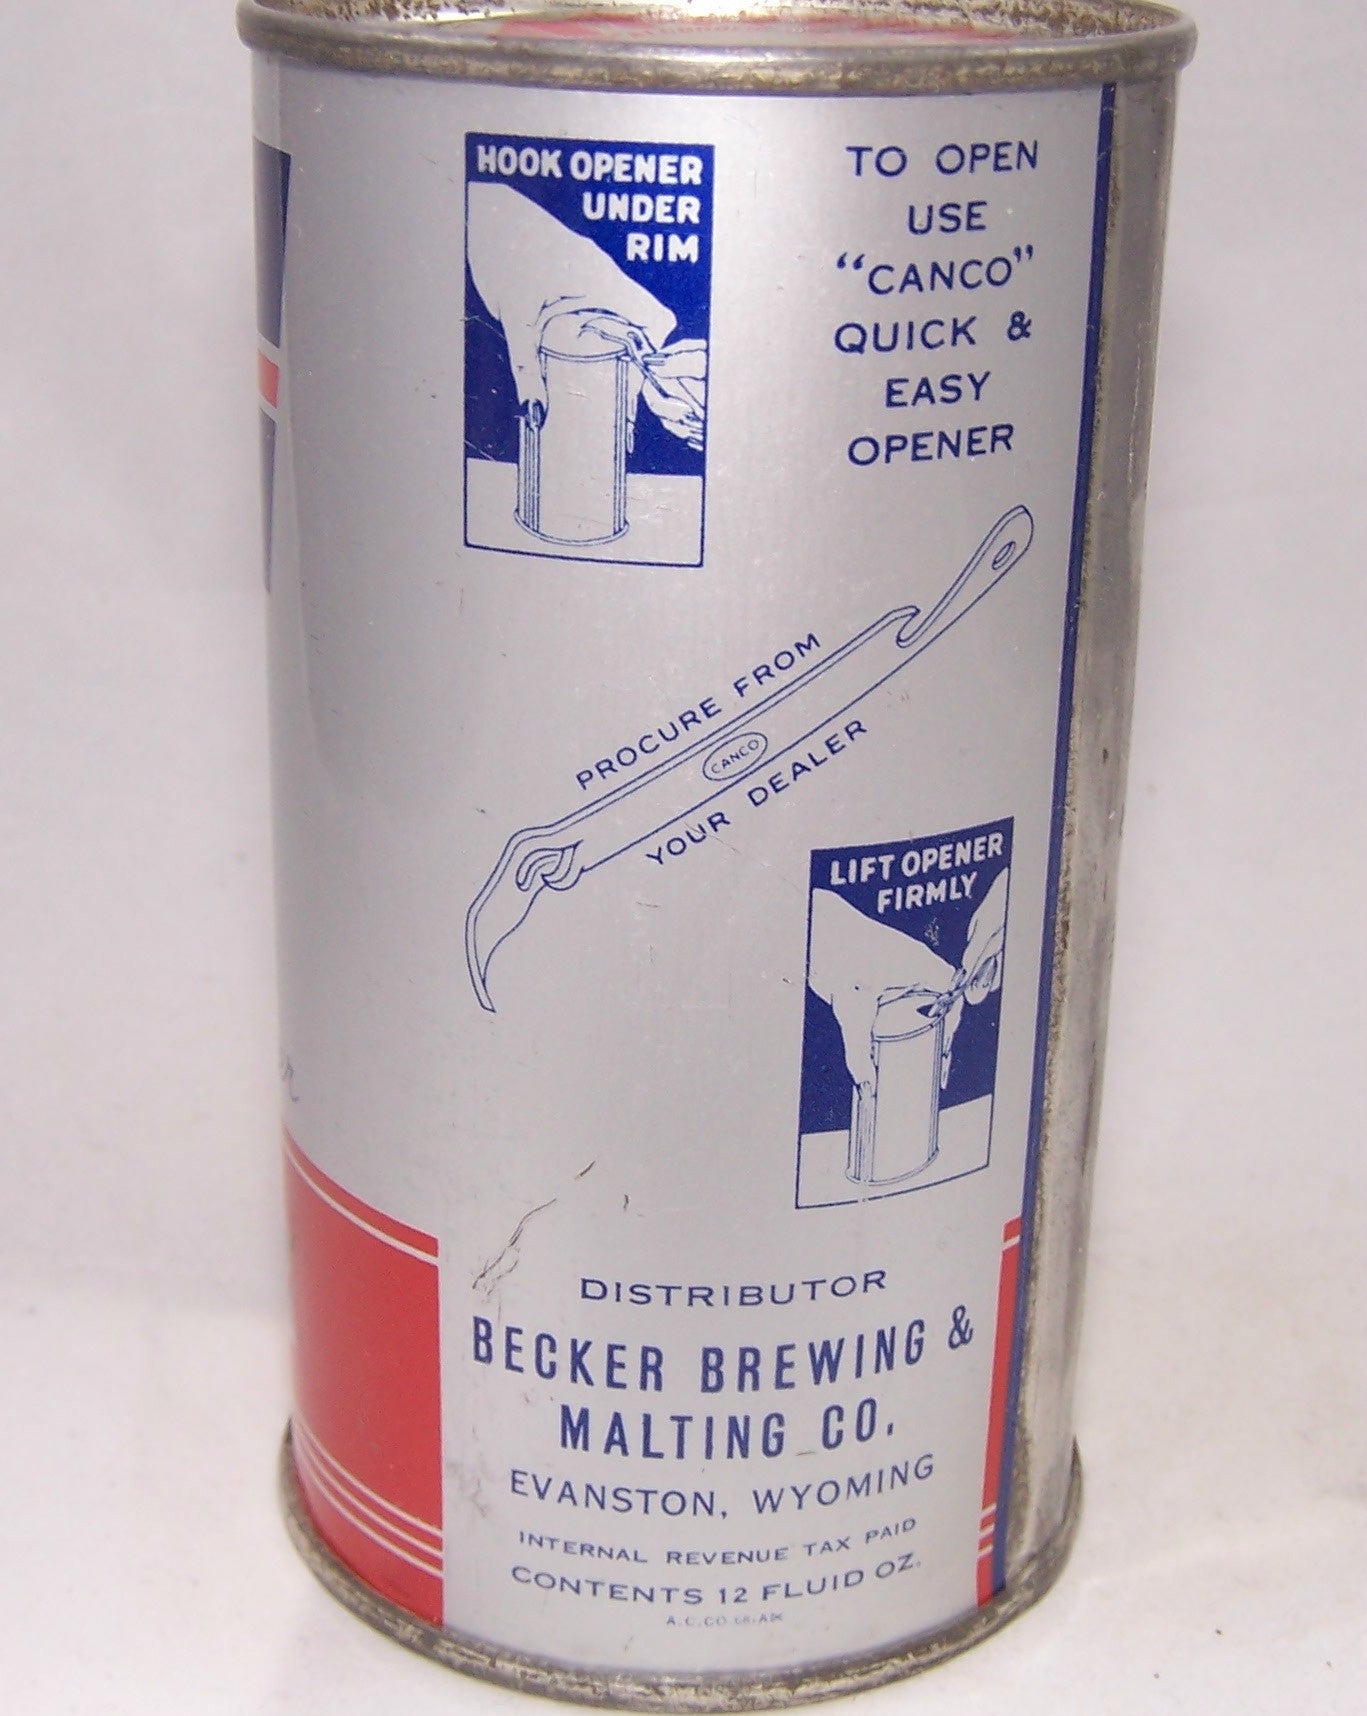 HOOK OPENER
UNDER
RIM
TO OPEN
USE
“CANCO”
QUICK &
EASY
OPENER
PROCURE FROM
CANCO
YOUR DEALER
LIFT OPENER
FIRMLY
DISTRIBUTOR
BECKER BREWING &
MALTING CO.
EVANSTON, WYOMING
INTERNAL REVENUE TAX PAID
CONTENTS 12 FLUID OZ.
A.C.CO